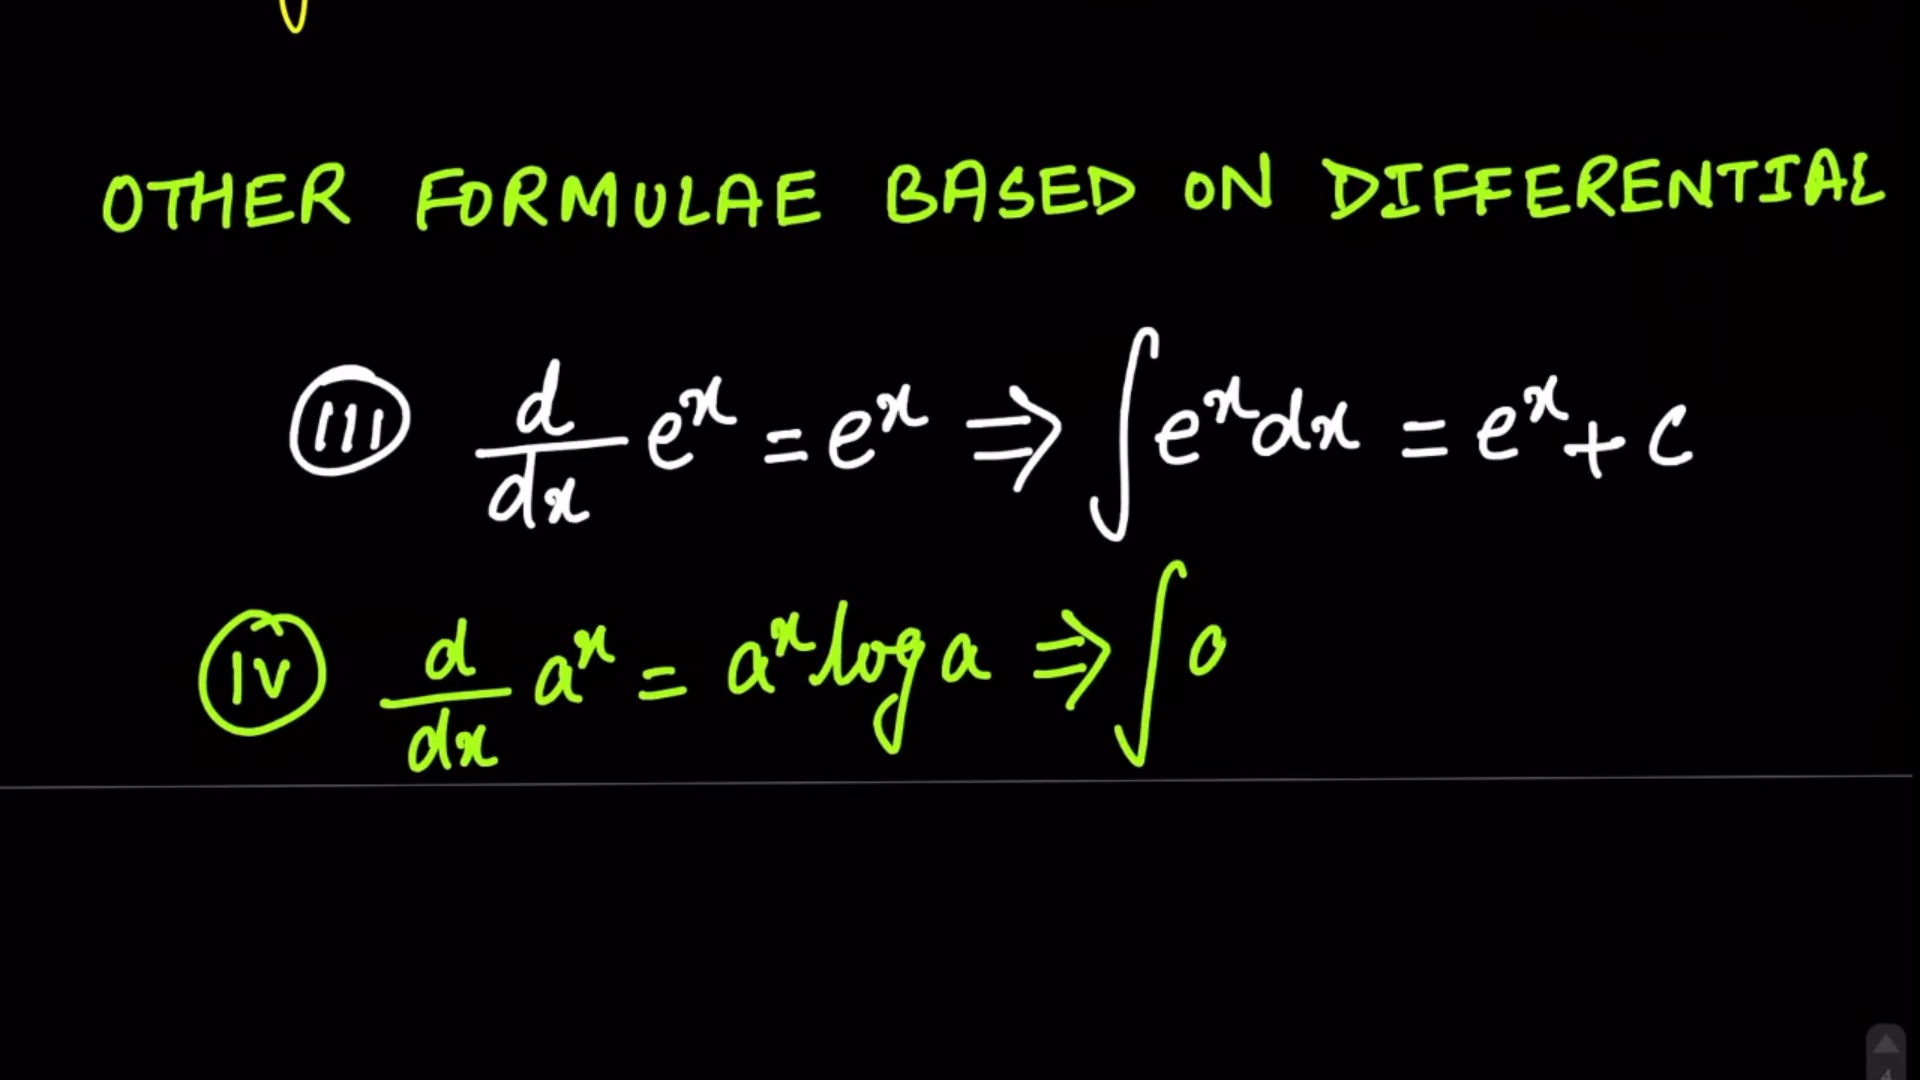 OTHER FORMULAE BASED ON DIFFERENTIAL
(III) d/dx e^x = e^x ⇒ ∫e^x dx = e^x + c
(IV) d/dx a^x = a^x log a ⇒ ∫